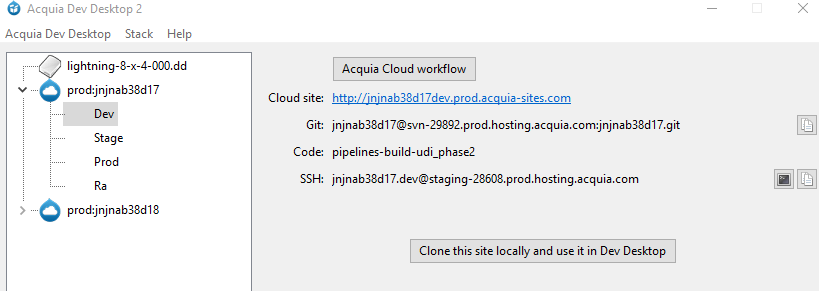 Acquia Dev Desktop 2
Acquia Dev Desktop Stack Help
lightning-8-x-4-000.dd
prod:jnjnab38d17
Dev
Stage
Prod
Ra
prod:jnjnab38d18
Acquia Cloud workflow
Cloud site: http://jnjnab38d17dev.prod.acquia-sites.com
Git: jnjnab38d17@svn-29892.prod.hosting.acquia.com:jnjnab38d17.git
Code: pipelines-build-udi_phase2
SSH: jnjnab38d17.dev@staging-28608.prod.hosting.acquia.com
Clone this site locally and use it in Dev Desktop